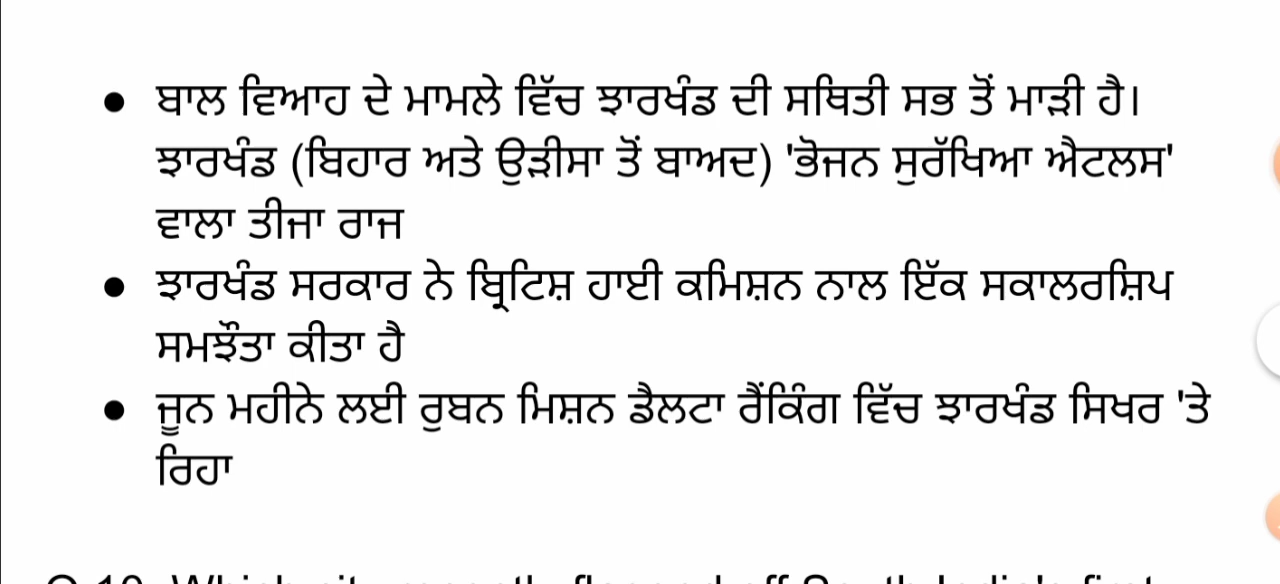 • ਬਾਲ ਵਿਆਹ ਦੇ ਮਾਮਲੇ ਵਿੱਚ ਝਾਰਖੰਡ ਦੀ ਸਥਿਤੀ ਸਭ ਤੋਂ ਮਾੜੀ ਹੈ।
ਝਾਰਖੰਡ (ਬਿਹਾਰ ਅਤੇ ਉੜੀਸਾ ਤੋਂ ਬਾਅਦ) 'ਭੋਜਨ ਸੁਰੱਖਿਆ ਐਟਲਸ'
ਵਾਲਾ ਤੀਜਾ ਰਾਜ
• ਝਾਰਖੰਡ ਸਰਕਾਰ ਨੇ ਬ੍ਰਿਟਿਸ਼ ਹਾਈ ਕਮਿਸ਼ਨ ਨਾਲ ਇੱਕ ਸਕਾਲਰਸ਼ਿਪ
ਸਮਝੌਤਾ ਕੀਤਾ ਹੈ
• ਜੂਨ ਮਹੀਨੇ ਲਈ ਰੁਬਨ ਮਿਸ਼ਨ ਡੈਲਟਾ ਰੈਂਕਿੰਗ ਵਿੱਚ ਝਾਰਖੰਡ ਸਿਖਰ 'ਤੇ
ਰਿਹਾ